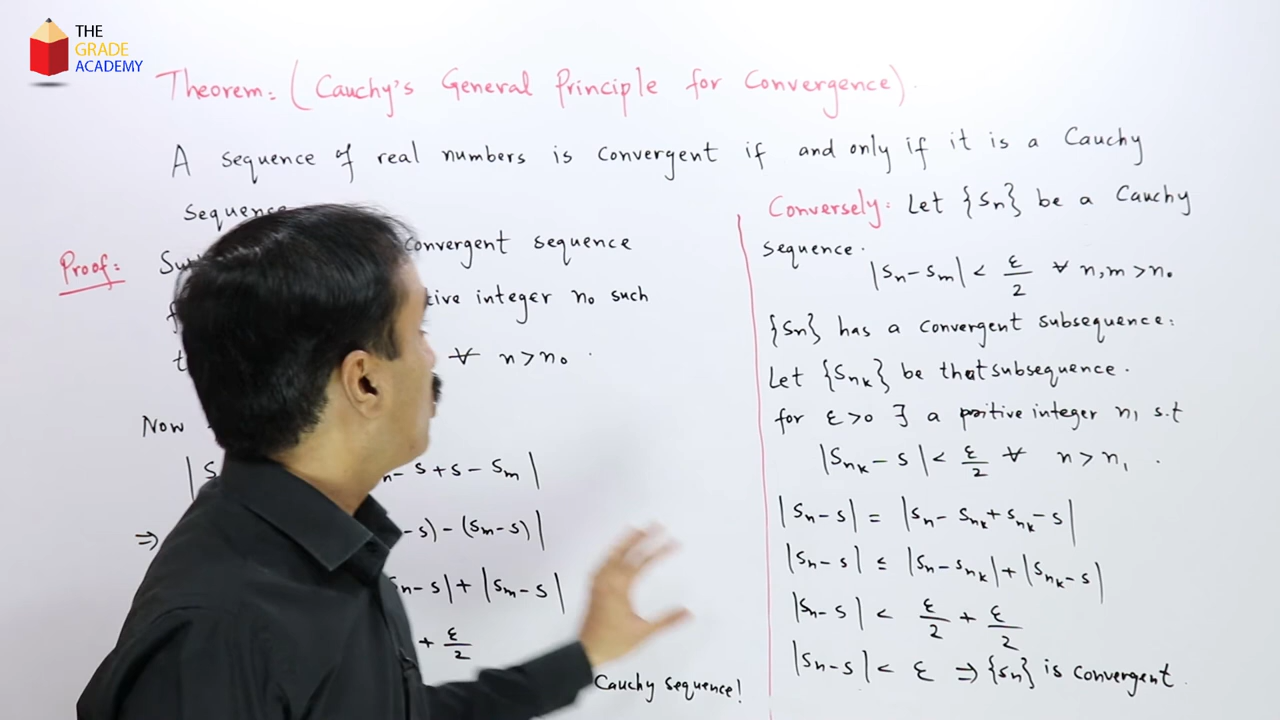 THE
GRADE
ACADEMY
Theorem: (Cauchy's General Principle for Convergence).
A sequence of real numbers is convergent if and only if it is a Cauchy
sequence
Proof:
convergent sequence
integer n₀ such
∀ n > n₀ .
Now
- s + s - sₘ|
⇒ - s) - (sₘ - s)|
- s| + |sₘ - s|
+ ε/2
Cauchy sequence!
Conversely: Let {sₙ} be a Cauchy
sequence.
|sₙ - sₘ| < ε/2 ∀ n,m > n₀
{sₙ} has a convergent subsequence:
Let {sₙₖ} be that subsequence.
for ε > 0 ∃ a positive integer n₁ s.t
|sₙₖ - s| < ε/2 ∀ n > n₁ .
|sₙ - s| = |sₙ - sₙₖ + sₙₖ - s|
|sₙ - s| ≤ |sₙ - sₙₖ| + |sₙₖ - s|
|sₙ - s| < ε/2 + ε/2
|sₙ - s| < ε ⇒ {sₙ} is convergent.